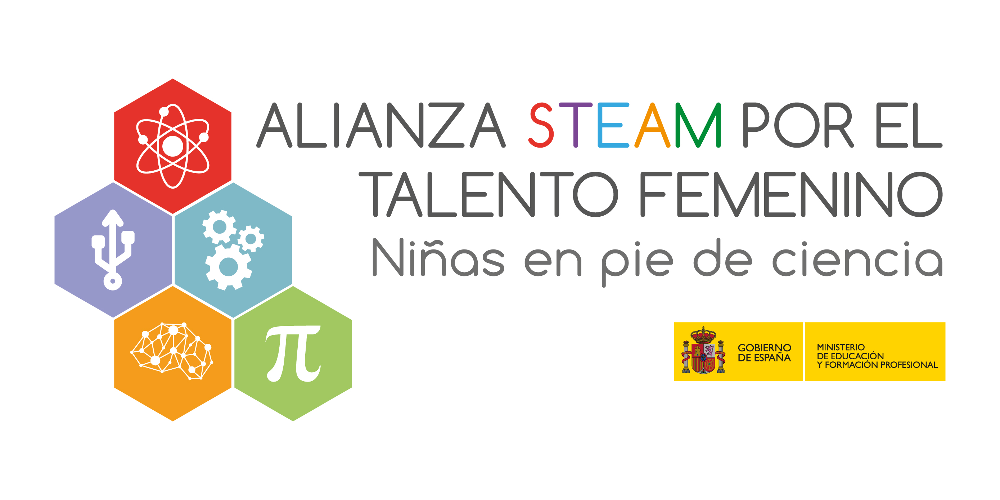 ALIANZA STEAM POR EL
TALENTO FEMENINO
Niñas en pie de ciencia
π
GOBIERNO
DE ESPAÑA
MINISTERIO
DE EDUCACIÓN
Y FORMACIÓN PROFESIONAL